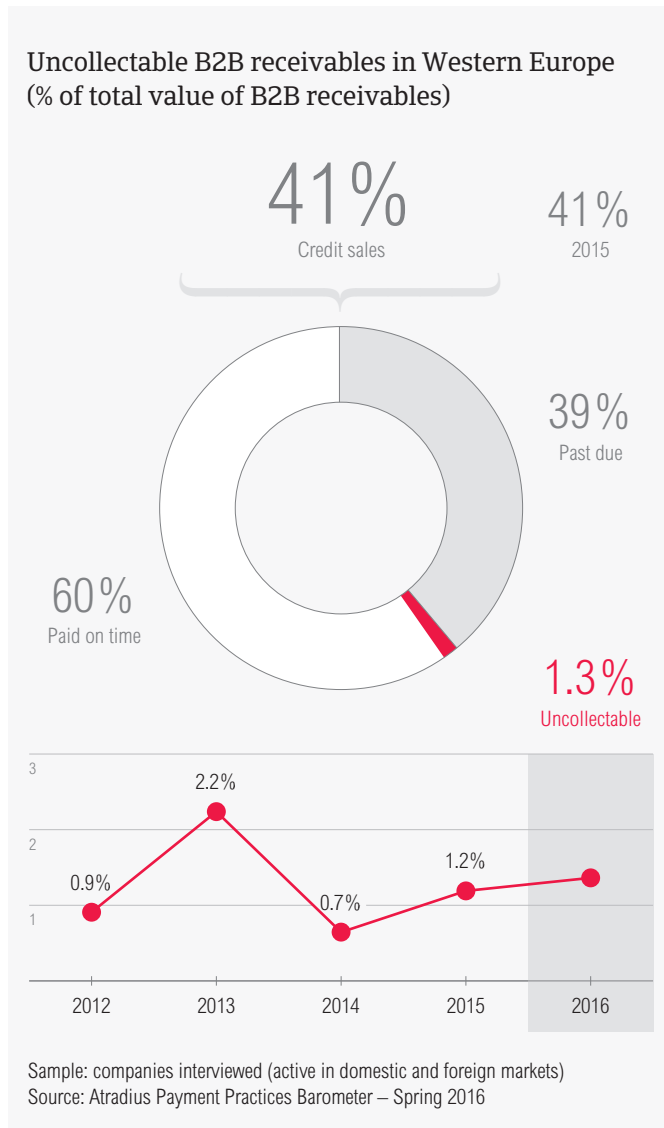 Uncollectable B2B receivables in Western Europe
(% of total value of B2B receivables)
41%
Credit sales
41%
2015
39%
Past due
60%
Paid on time
1.3%
Uncollectable
3
2
1
0.9%
2.2%
0.7%
1.2%
2012
2013
2014
2015
2016
Sample: companies interviewed (active in domestic and foreign markets)
Source: Atradius Payment Practices Barometer – Spring 2016